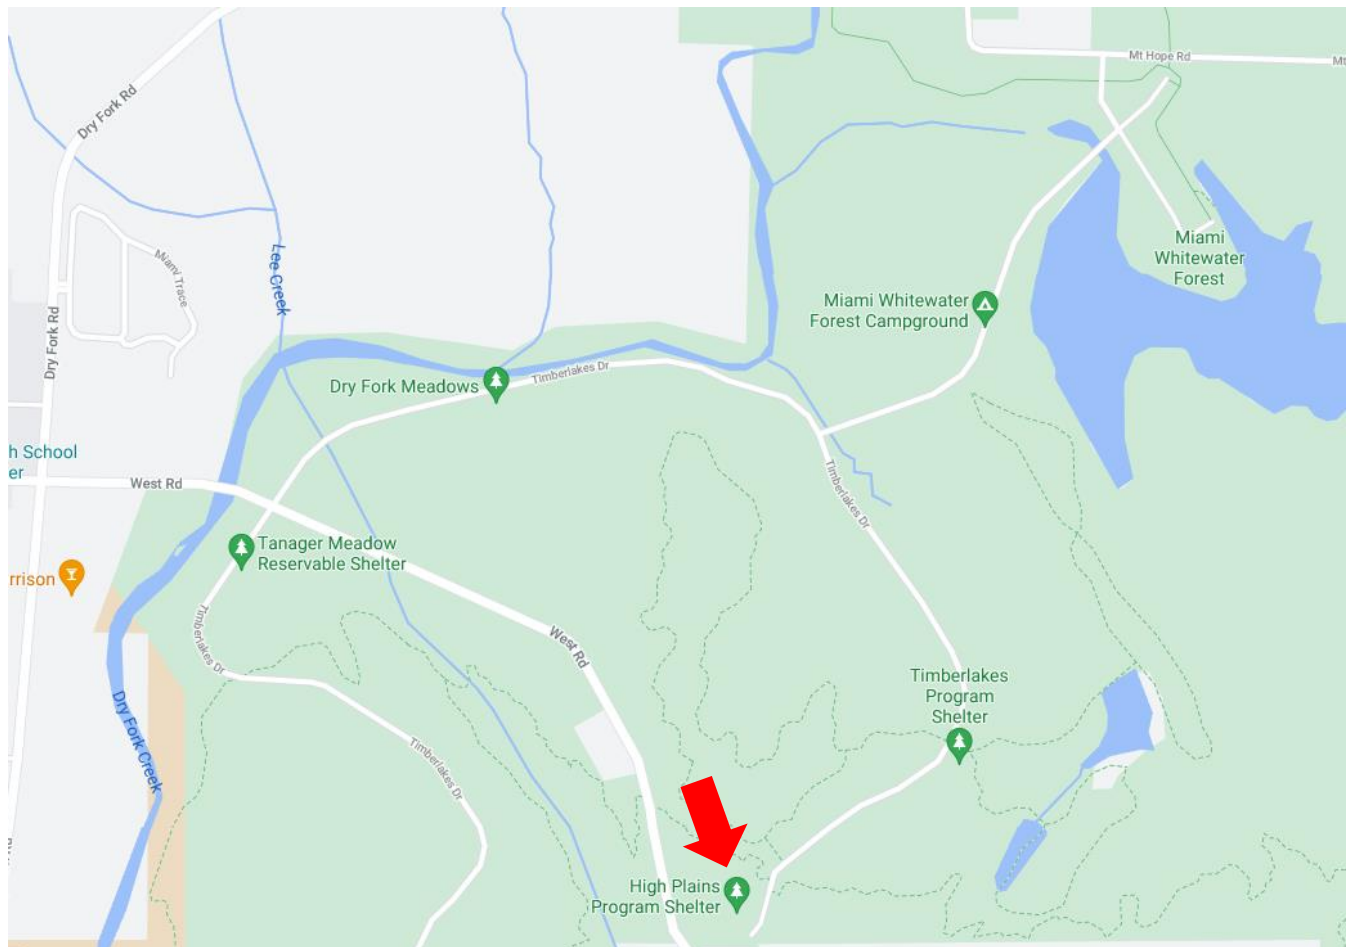 Dry Fork Rd
Mt Hope Rd
Lee Creek
Miami Trace
Miami
Whitewater
Forest
Miami Whitewater
Forest Campground
Dry Fork Rd
Dry Fork Meadows
Timberlakes Dr
h School
er
West Rd
Timberlakes Dr
Tanager Meadow
Reservable Shelter
rrison
Timberlakes Dr
West Rd
Timberlakes
Program
Shelter
Dry Fork Creek
Timberlakes Dr
High Plains
Program Shelter